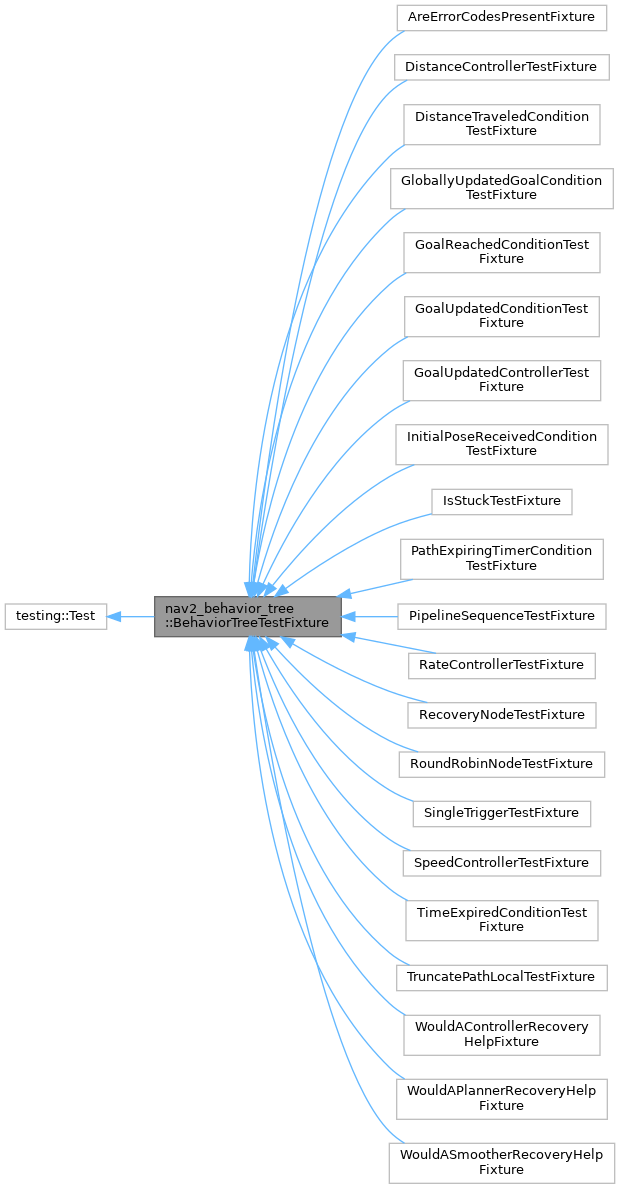 AreErrorCodesPresentFixture
DistanceControllerTestFixture
DistanceTraveledCondition
TestFixture
GloballyUpdatedGoalCondition
TestFixture
GoalReachedConditionTest
Fixture
GoalUpdatedConditionTest
Fixture
GoalUpdatedControllerTest
Fixture
InitialPoseReceivedCondition
TestFixture
IsStuckTestFixture
PathExpiringTimerCondition
TestFixture
testing::Test
nav2_behavior_tree
::BehaviorTreeTestFixture
PipelineSequenceTestFixture
RateControllerTestFixture
RecoveryNodeTestFixture
RoundRobinNodeTestFixture
SingleTriggerTestFixture
SpeedControllerTestFixture
TimeExpiredConditionTest
Fixture
TruncatePathLocalTestFixture
WouldAControllerRecovery
HelpFixture
WouldAPlannerRecoveryHelp
Fixture
WouldASmootherRecoveryHelp
Fixture